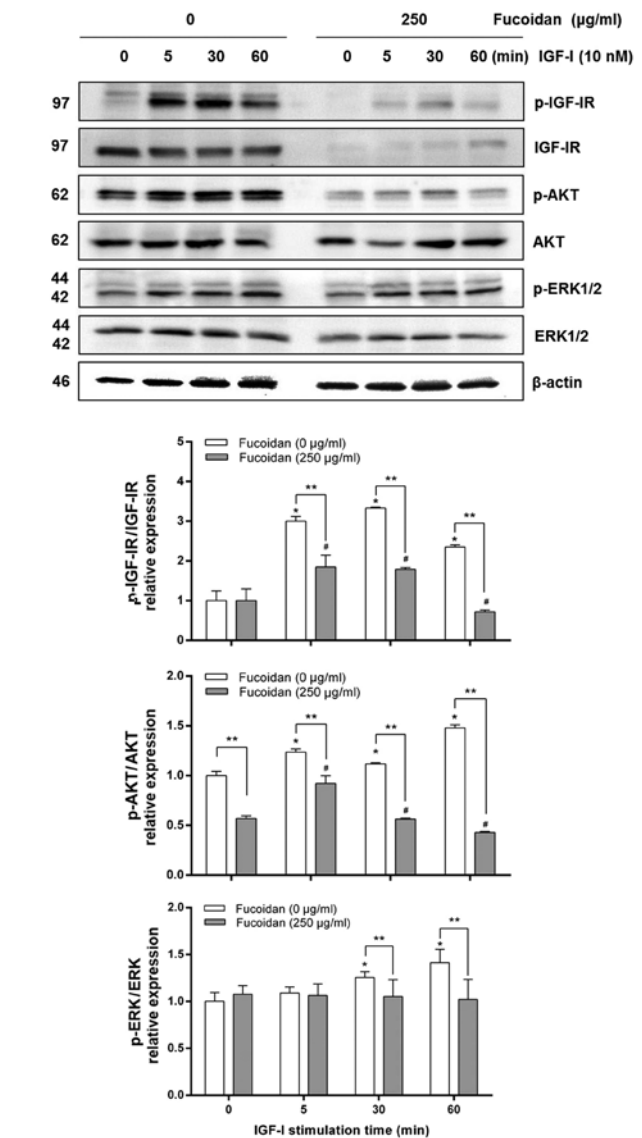 0 250 Fucoidan (µg/ml)
0 5 30 60 0 5 30 60 (min) IGF-I (10 nM)
97 p-IGF-IR
97 IGF-IR
62 p-AKT
62 AKT
44
42 p-ERK1/2
44
42 ERK1/2
46 β-actin
p-IGF-IR/IGF-IR
relative expression
5
4
3
2
1
0
Fucoidan (0 µg/ml)
Fucoidan (250 µg/ml)
** ** **
* * *
# # #
p-AKT/AKT
relative expression
2.0
1.5
1.0
0.5
0.0
Fucoidan (0 µg/ml)
Fucoidan (250 µg/ml)
** ** ** **
* * *
# # #
p-ERK/ERK
relative expression
2.0
1.5
1.0
0.5
0.0
Fucoidan (0 µg/ml)
Fucoidan (250 µg/ml)
** **
* *
0 5 30 60
IGF-I stimulation time (min)